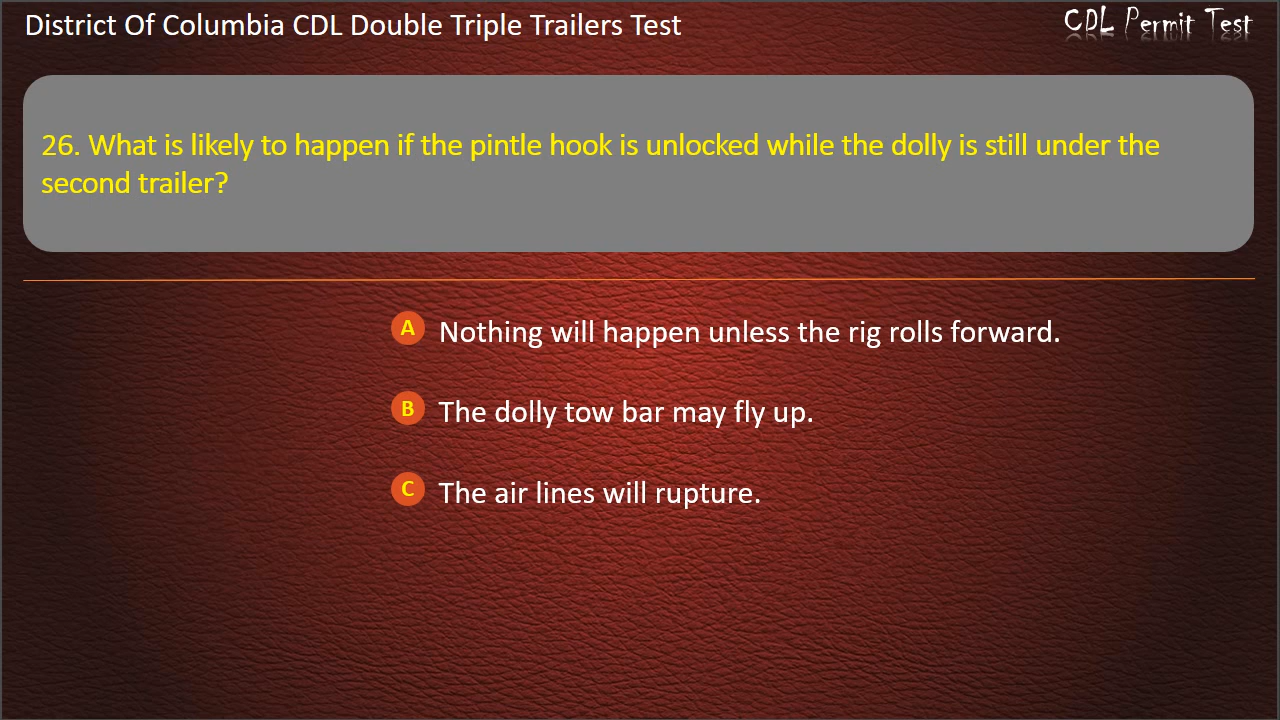 District Of Columbia CDL Double Triple Trailers Test
CDL Permit Test
26. What is likely to happen if the pintle hook is unlocked while the dolly is still under the
second trailer?
A Nothing will happen unless the rig rolls forward.
B The dolly tow bar may fly up.
C The air lines will rupture.